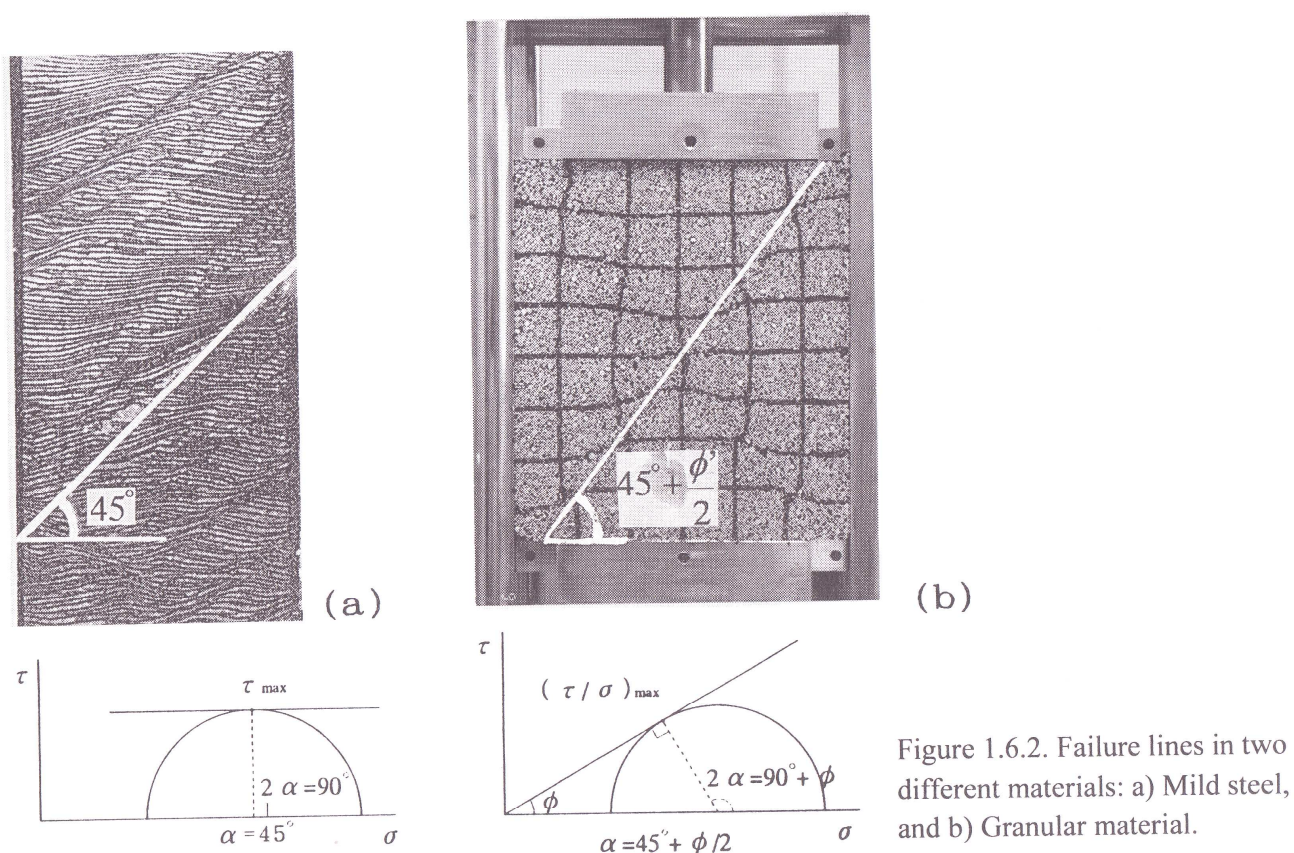 45°
(a)
45° + φ'/2
(b)
τ
τ max
2 α =90°
α =45°
σ
τ
( τ / σ )max
φ
2 α =90°+ φ
α =45°+ φ /2
σ
Figure 1.6.2. Failure lines in two
different materials: a) Mild steel,
and b) Granular material.